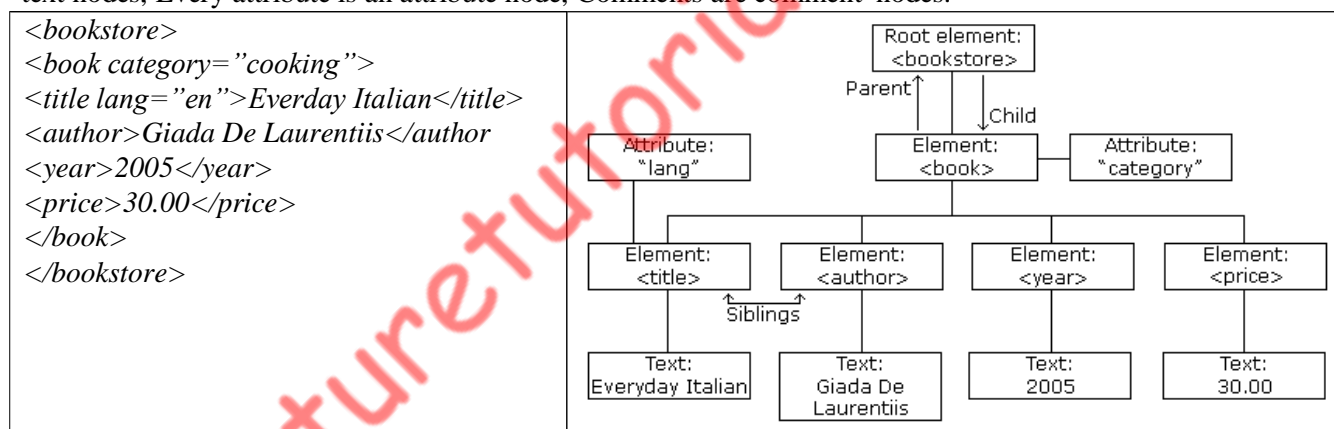 text nodes, Every attribute is an attribute node, Comments are comment nodes.
<bookstore>
<book category=”cooking”>
<title lang=”en”>Everday Italian</title>
<author>Giada De Laurentiis</author
<year>2005</year>
<price>30.00</price>
</book>
</bookstore>
Root element:
<bookstore>
Parent
Child
Attribute:
"lang"
Element:
<book>
Attribute:
"category"
Element:
<title>
Element:
<author>
Element:
<year>
Element:
<price>
Siblings
Text:
Everyday Italian
Text:
Giada De
Laurentiis
Text:
2005
Text:
30.00
turetutoria